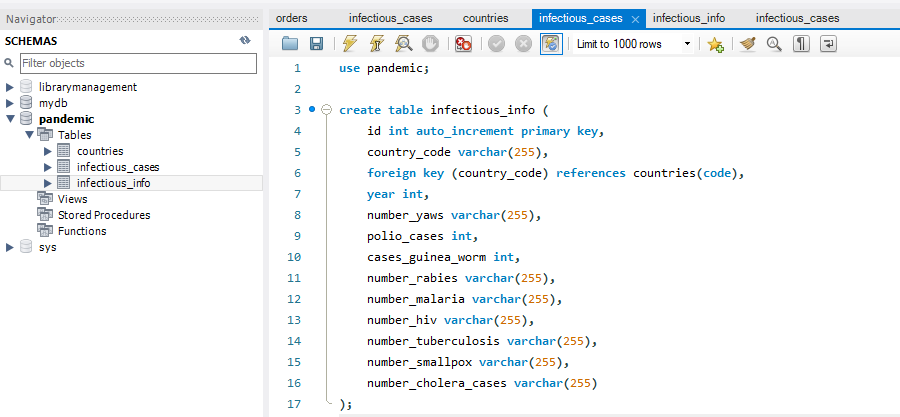 Navigator
SCHEMAS
Filter objects
librarymanagement
mydb
pandemic
Tables
countries
infectious_cases
infectious_info
Views
Stored Procedures
Functions
sys
orders infectious_cases countries infectious_cases infectious_info infectious_cases
Limit to 1000 rows
1 use pandemic;
2
3 create table infectious_info (
4 id int auto_increment primary key,
5 country_code varchar(255),
6 foreign key (country_code) references countries(code),
7 year int,
8 number_yaws varchar(255),
9 polio_cases int,
10 cases_guinea_worm int,
11 number_rabies varchar(255),
12 number_malaria varchar(255),
13 number_hiv varchar(255),
14 number_tuberculosis varchar(255),
15 number_smallpox varchar(255),
16 number_cholera_cases varchar(255)
17 );